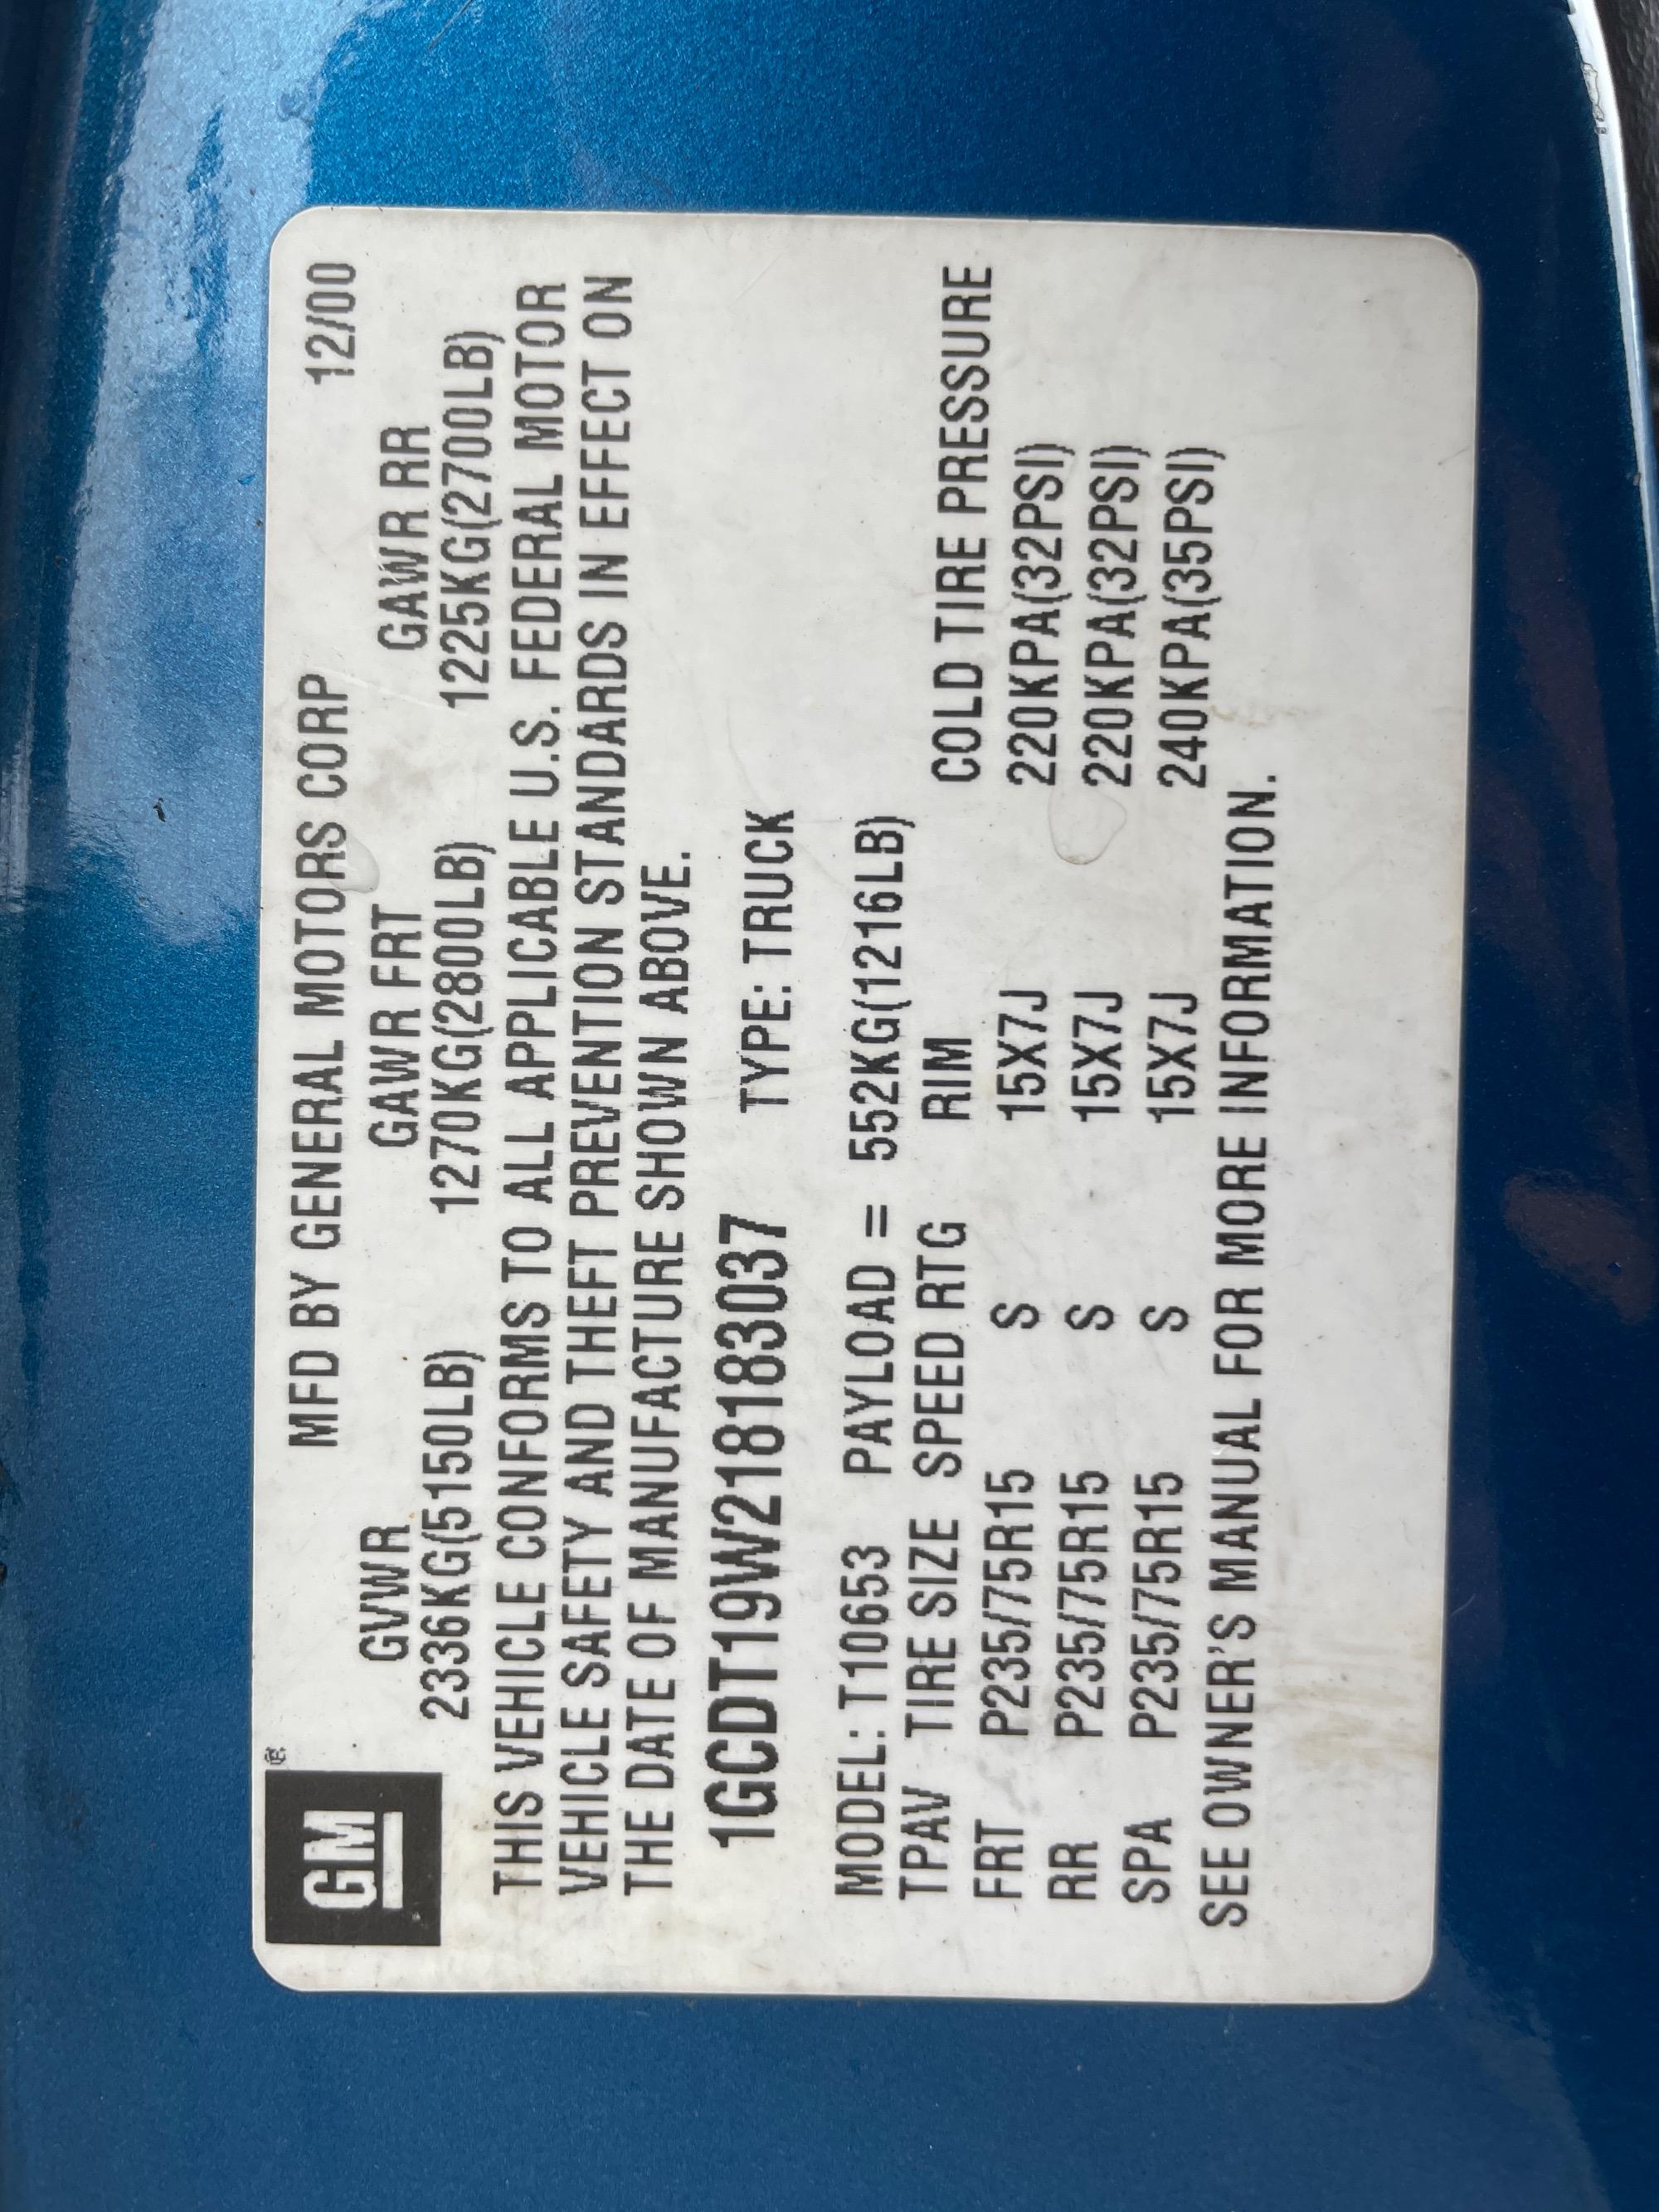 GM ® MFD BY GENERAL MOTORS CORP 12/00
GVWR GAWR FRT GAWR RR
2336KG(5150LB) 1270KG(2800LB) 1225KG(2700LB)
THIS VEHICLE CONFORMS TO ALL APPLICABLE U.S. FEDERAL MOTOR
VEHICLE SAFETY AND THEFT PREVENTION STANDARDS IN EFFECT ON
THE DATE OF MANUFACTURE SHOWN ABOVE.
1GCDT19W218183037 TYPE: TRUCK
MODEL: T10653 PAYLOAD = 552KG(1216LB)
TPAV TIRE SIZE SPEED RTG RIM COLD TIRE PRESSURE
FRT P235/75R15 S 15X7J 220KPA(32PSI)
RR P235/75R15 S 15X7J 220KPA(32PSI)
SPA P235/75R15 S 15X7J 240KPA(35PSI)
SEE OWNER'S MANUAL FOR MORE INFORMATION.